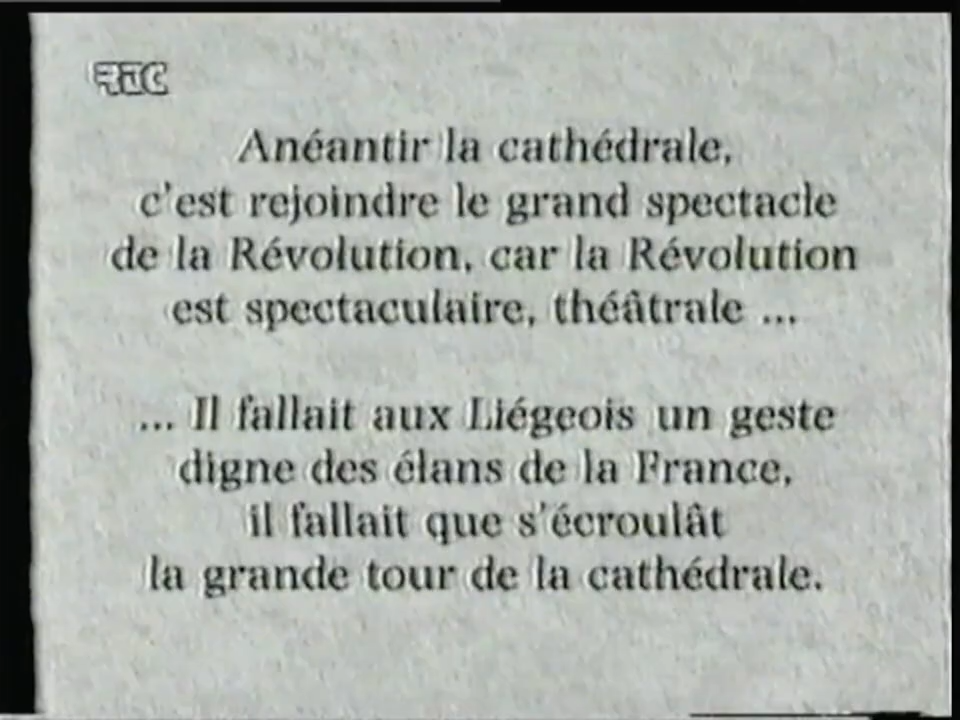 RTC
Anéantir la cathédrale,
c'est rejoindre le grand spectacle
de la Révolution, car la Révolution
est spectaculaire, théâtrale ...
... Il fallait aux Liégeois un geste
digne des élans de la France,
il fallait que s'écroulât
la grande tour de la cathédrale.